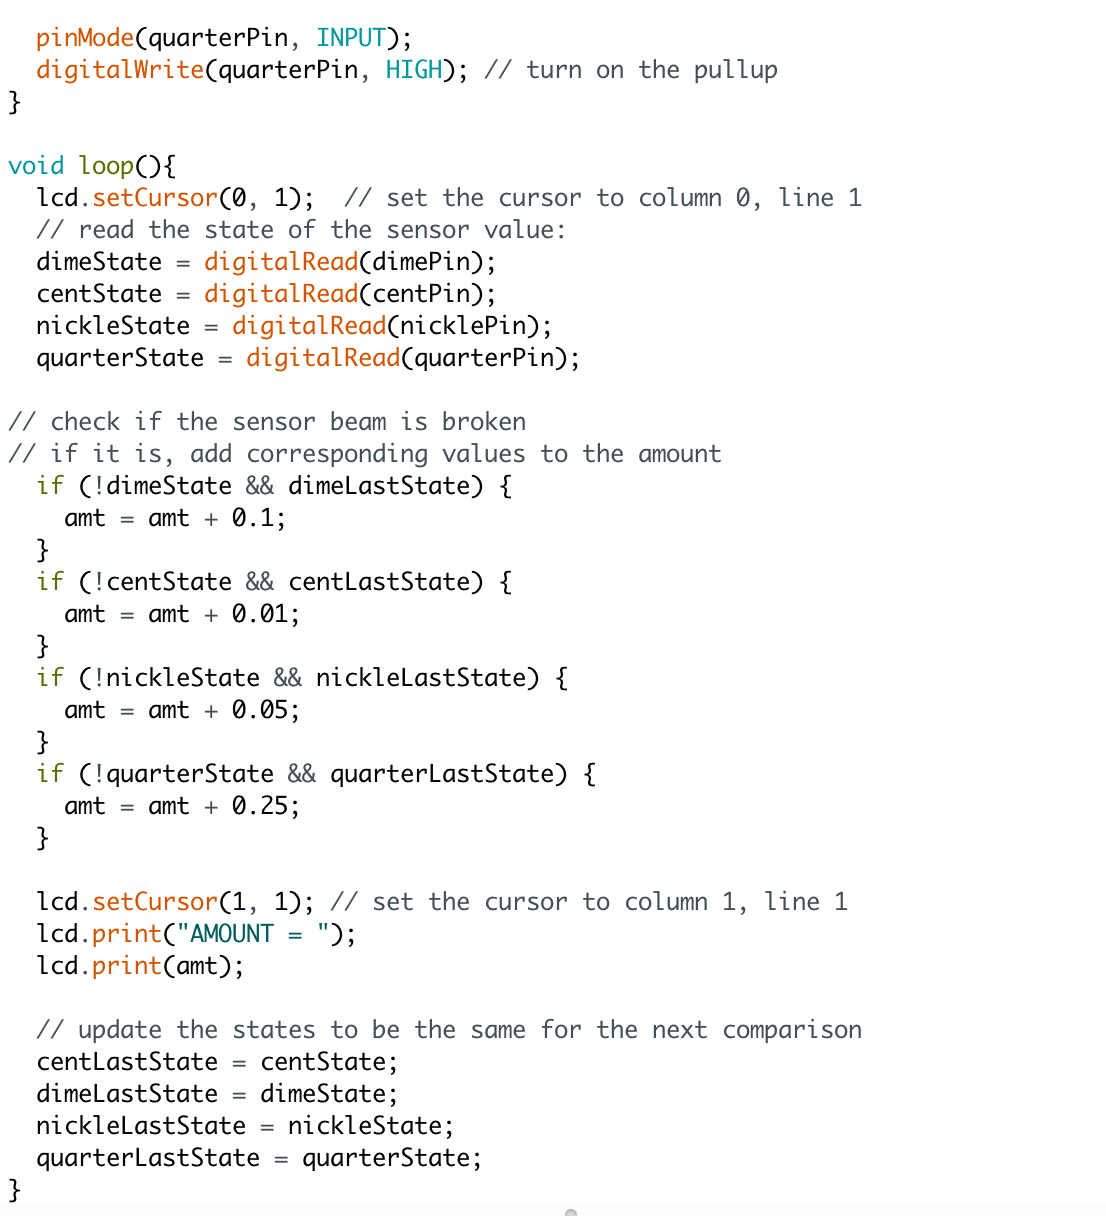 pinMode(quarterPin, INPUT);
digitalWrite(quarterPin, HIGH); // turn on the pullup
}
void loop(){
lcd.setCursor(0, 1);  // set the cursor to column 0, line 1
// read the state of the sensor value:
dimeState = digitalRead(dimePin);
centState = digitalRead(centPin);
nickleState = digitalRead(nicklePin);
quarterState = digitalRead(quarterPin);
// check if the sensor beam is broken
// if it is, add corresponding values to the amount
if (!dimeState && dimeLastState) {
amt = amt + 0.1;
}
if (!centState && centLastState) {
amt = amt + 0.01;
}
if (!nickleState && nickleLastState) {
amt = amt + 0.05;
}
if (!quarterState && quarterLastState) {
amt = amt + 0.25;
}
lcd.setCursor(1, 1); // set the cursor to column 1, line 1
lcd.print("AMOUNT = ");
lcd.print(amt);
// update the states to be the same for the next comparison
centLastState = centState;
dimeLastState = dimeState;
nickleLastState = nickleState;
quarterLastState = quarterState;
}